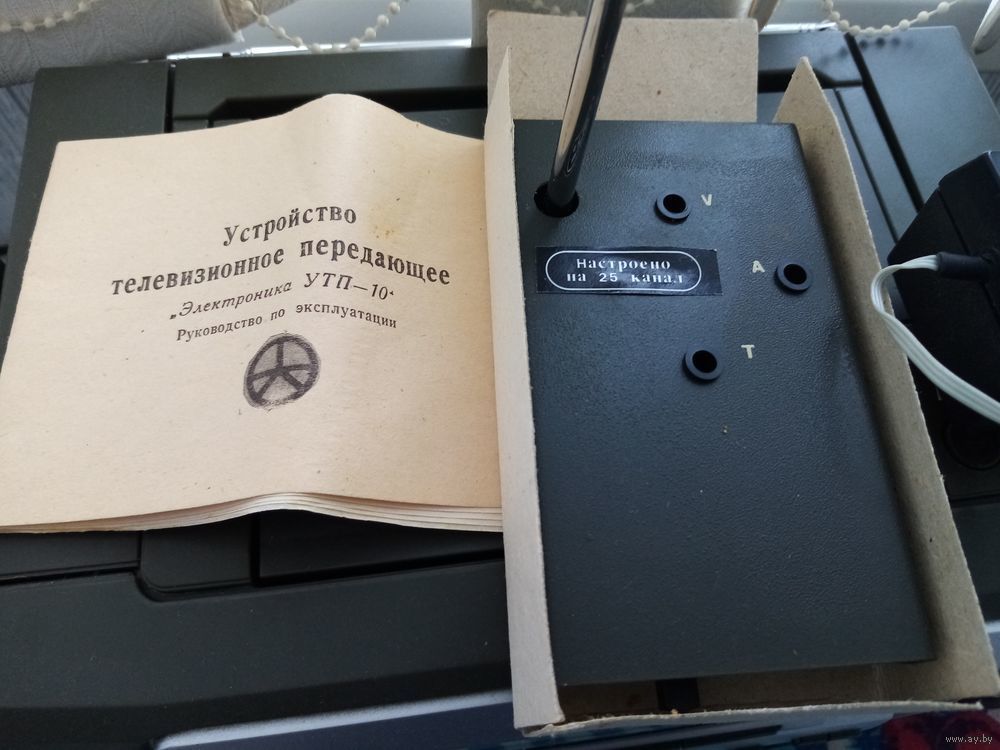 Устройство
телевизионное передающее
„Электроника УТП—10“
Руководство по эксплуатации
V
Настроено
на 25 канал
А
Т
www.ay.by